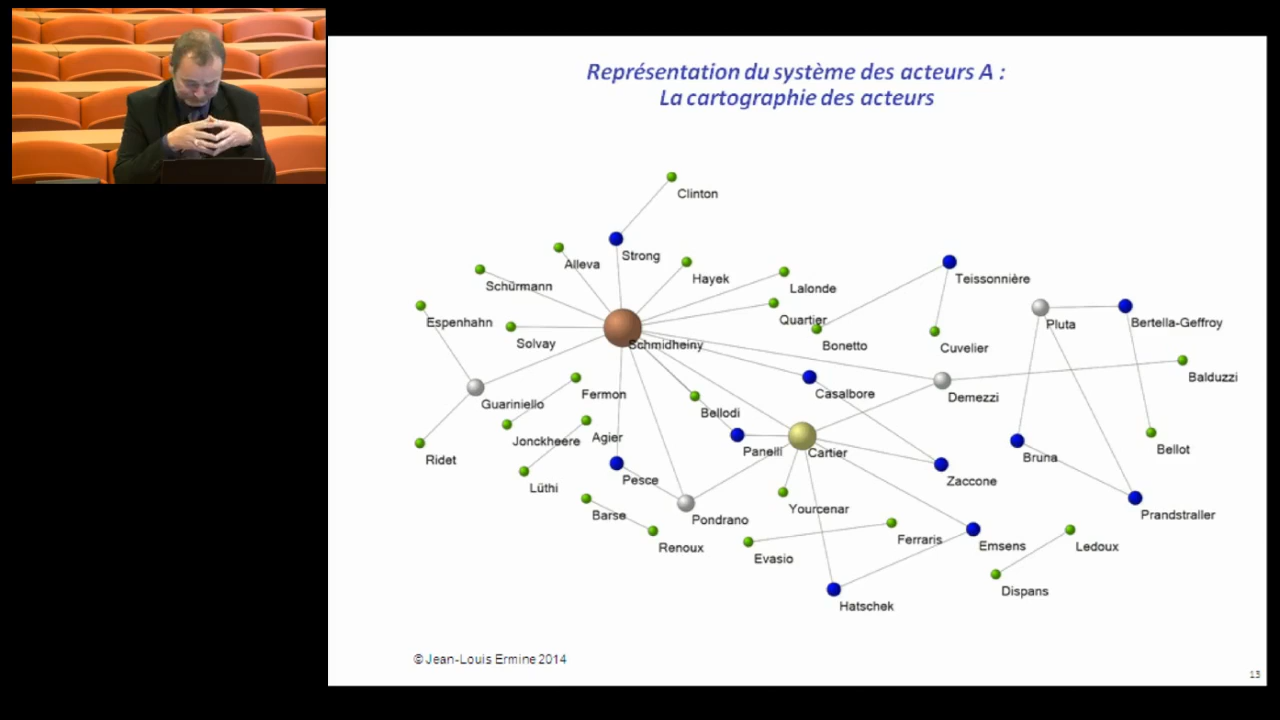 Représentation du système des acteurs A :
La cartographie des acteurs
Clinton
Strong
Alleva
Hayek
Teissonnière
Schürmann
Lalonde
Espenhahn
Quartier
Pluta
Bertella-Geffroy
Solvay
Schmidheiny
Bonetto
Cuvelier
Balduzzi
Guariniello
Fermon
Casalbore
Demezzi
Bellodi
Jonckheere
Agier
Ridet
Panelli
Cartier
Bruna
Bellot
Lüthi
Pesce
Zaccone
Barse
Pondrano
Yourcenar
Prandstraller
Renoux
Evasio
Ferraris
Emsens
Ledoux
Dispans
Hatschek
© Jean-Louis Ermine 2014
13